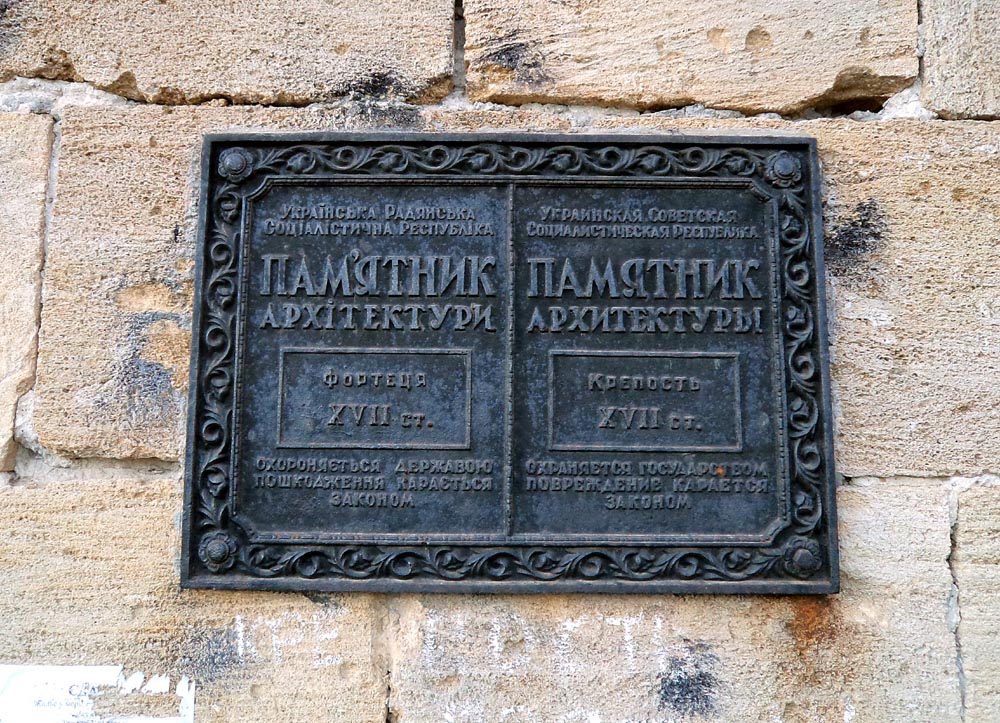 Українська Радянська
Соціалістична Республіка
ПАМ'ЯТНИК
АРХІТЕКТУРИ
Фортеця
XVII ст.
ОХОРОНЯЄТЬСЯ ДЕРЖАВОЮ
ПОШКОДЖЕННЯ КАРАЄТЬСЯ
ЗАКОНОМ
Украинская Советская
Социалистическая Республика
ПАМЯТНИК
АРХИТЕКТУРЫ
Крепость
XVII ст.
ОХРАНЯЕТСЯ ГОСУДАРСТВОМ
ПОВРЕЖДЕНИЕ КАРАЕТСЯ
ЗАКОНОМ